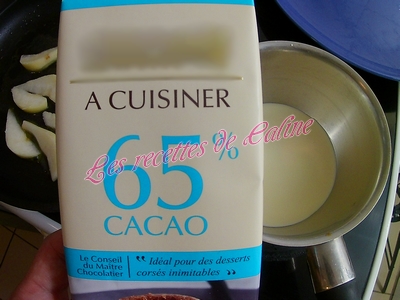 A CUISINER
65%
Les recettes de Caline
CACAO
Le Conseil
du Maître
Chocolatier
"Idéal pour des desserts
corsés inimitables"